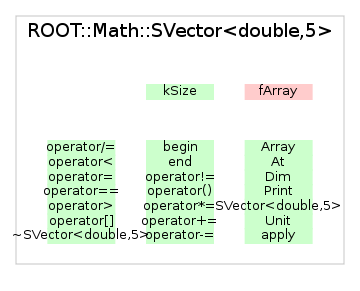 ROOT::Math::SVector<double,5>
kSize fArray
operator/= begin Array
operator< end At
operator= operator!= Dim
operator== operator() Print
operator> operator*= SVector<double,5>
operator[] operator+= Unit
~SVector<double,5> operator-= apply